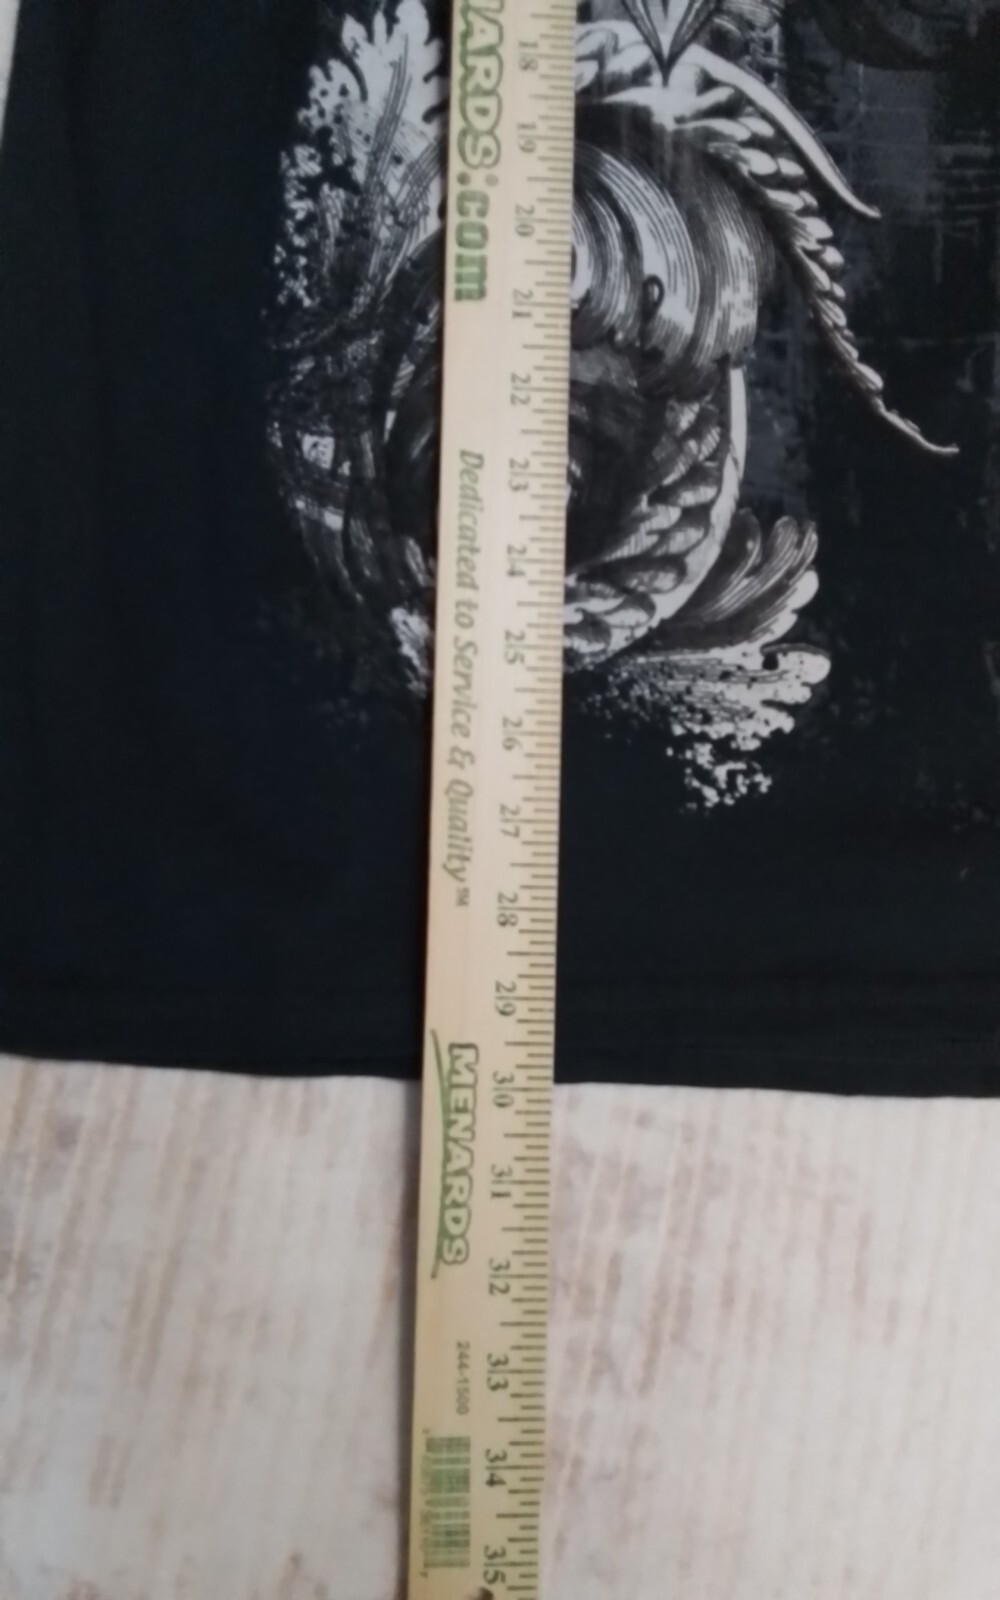 ARDS.com
Dedicated to Service & Quality™
MENARDS
244-1500
18 19 20 21 22 23 24 25 26 27 28 29 30 31 32 33 34 35